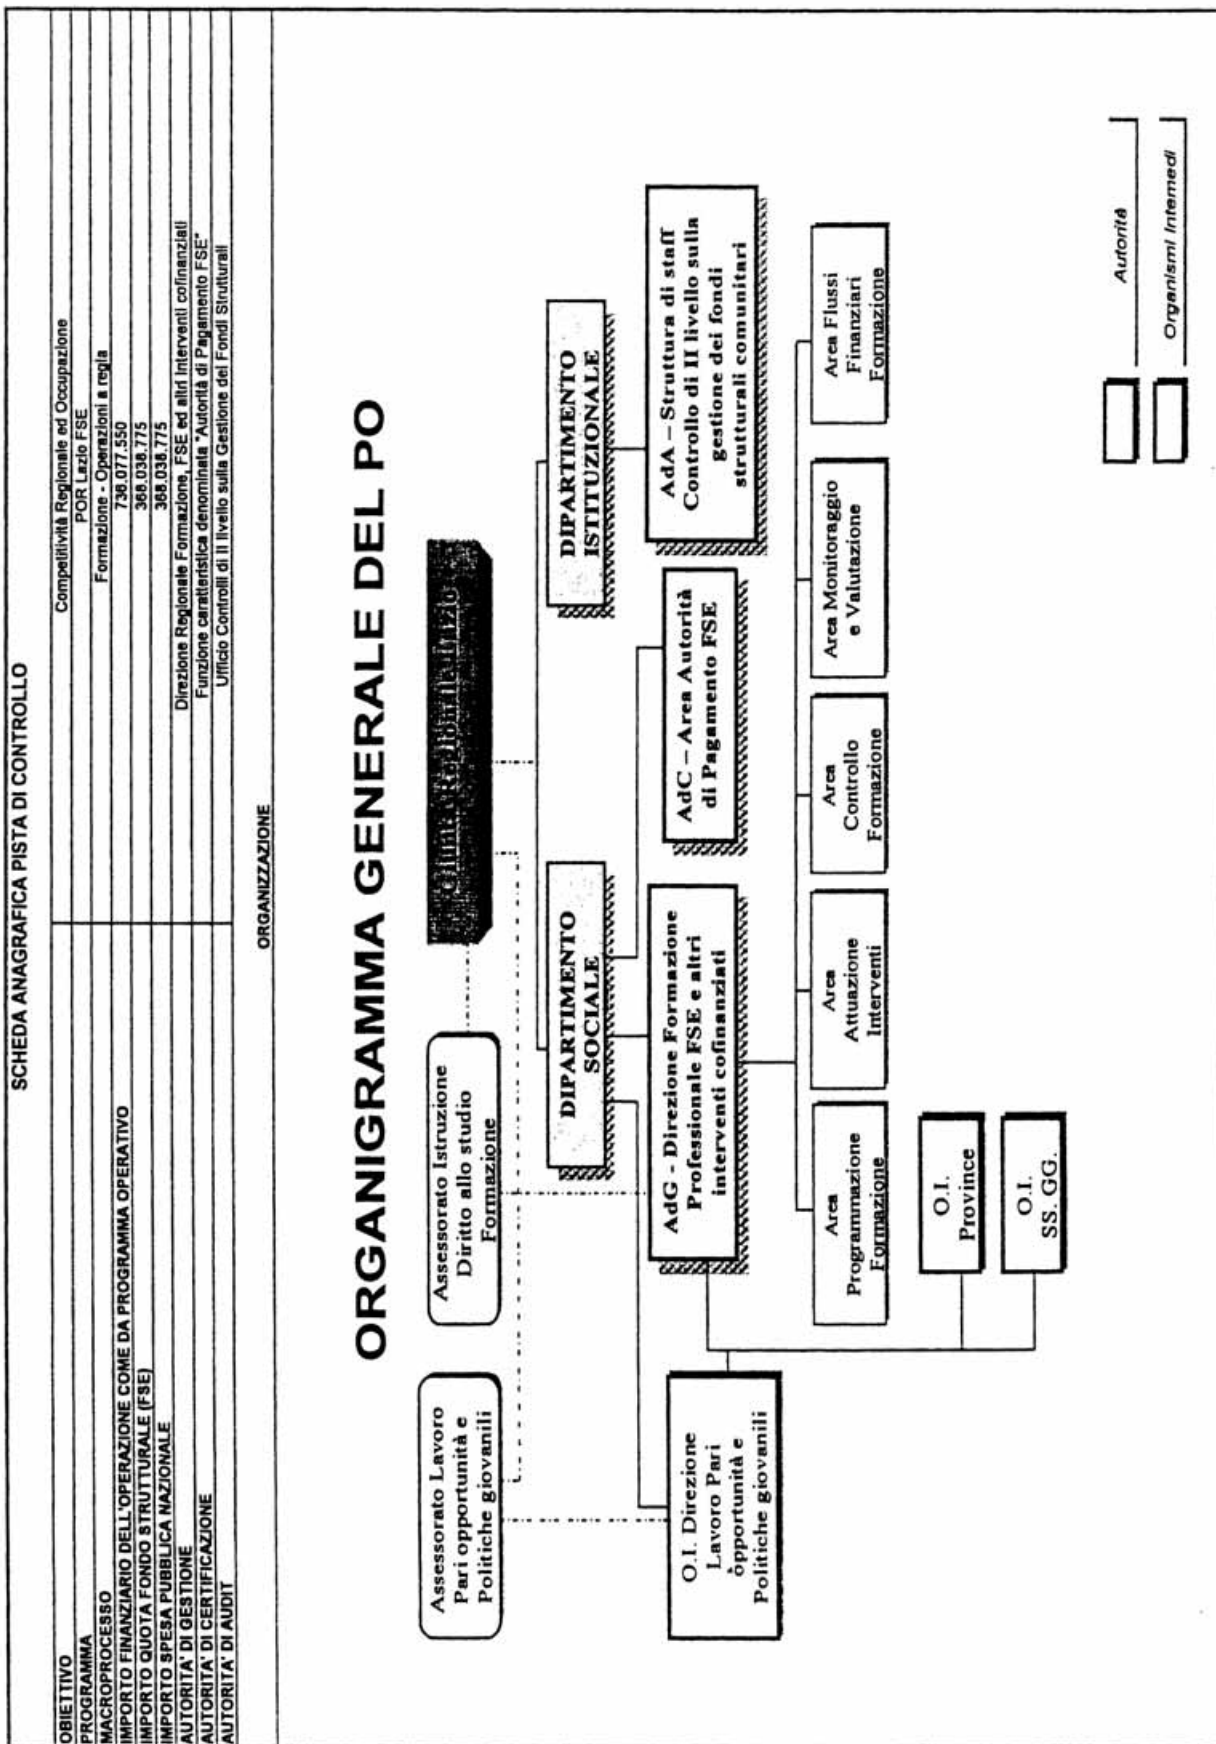 SCHEDA ANAGRAFICA PISTA DI CONTROLLO
OBIETTIVO Competitività Regionale ed Occupazione
PROGRAMMA POR Lazio FSE
MACROPROCESSO Formazione - Operazioni a regia
IMPORTO FINANZIARIO DELL'OPERAZIONE COME DA PROGRAMMA OPERATIVO 736.077.550
IMPORTO QUOTA FONDO STRUTTURALE (FSE) 368.038.775
IMPORTO SPESA PUBBLICA NAZIONALE 368.038.775
AUTORITA' DI GESTIONE Direzione Regionale Formazione, FSE ed altri interventi cofinanziati
AUTORITA' DI CERTIFICAZIONE Funzione caratteristica denominata "Autorità di Pagamento FSE"
AUTORITA' DI AUDIT Ufficio Controlli di II livello sulla Gestione dei Fondi Strutturali
ORGANIZZAZIONE
ORGANIGRAMMA GENERALE DEL PO
Giunta Regionale Lazio
Assessorato Lavoro
Pari opportunità e
Politiche giovanili
Assessorato Istruzione
Diritto allo studio
Formazione
DIPARTIMENTO
SOCIALE
DIPARTIMENTO
ISTITUZIONALE
O.I. Direzione
Lavoro Pari
opportunità e
Politiche giovanili
AdG - Direzione Formazione
Professionale FSE e altri
interventi cofinanziati
AdC – Area Autorità
di Pagamento FSE
AdA – Struttura di staff
Controllo di II livello sulla
gestione dei fondi
strutturali comunitari
Area
Programmazione
Formazione
Area
Attuazione
Interventi
Area
Controllo
Formazione
Area Monitoraggio
e Valutazione
Area Flussi
Finanziari
Formazione
O.I.
Province
O.I.
SS. GG.
Autorità
Organismi Intemedi